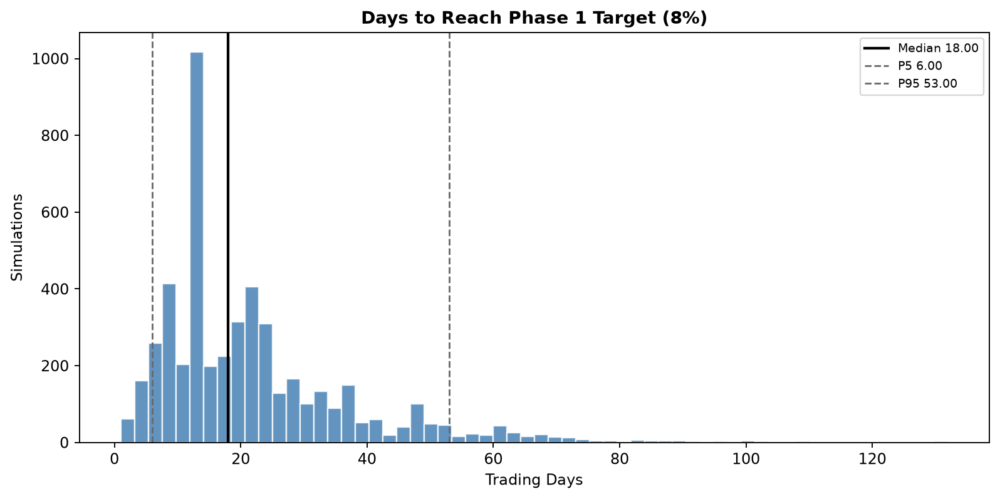 Days to Reach Phase 1 Target (8%)
Median 18.00
P5 6.00
P95 53.00
1000
800
600
400
200
0
Simulations
0 20 40 60 80 100 120
Trading Days